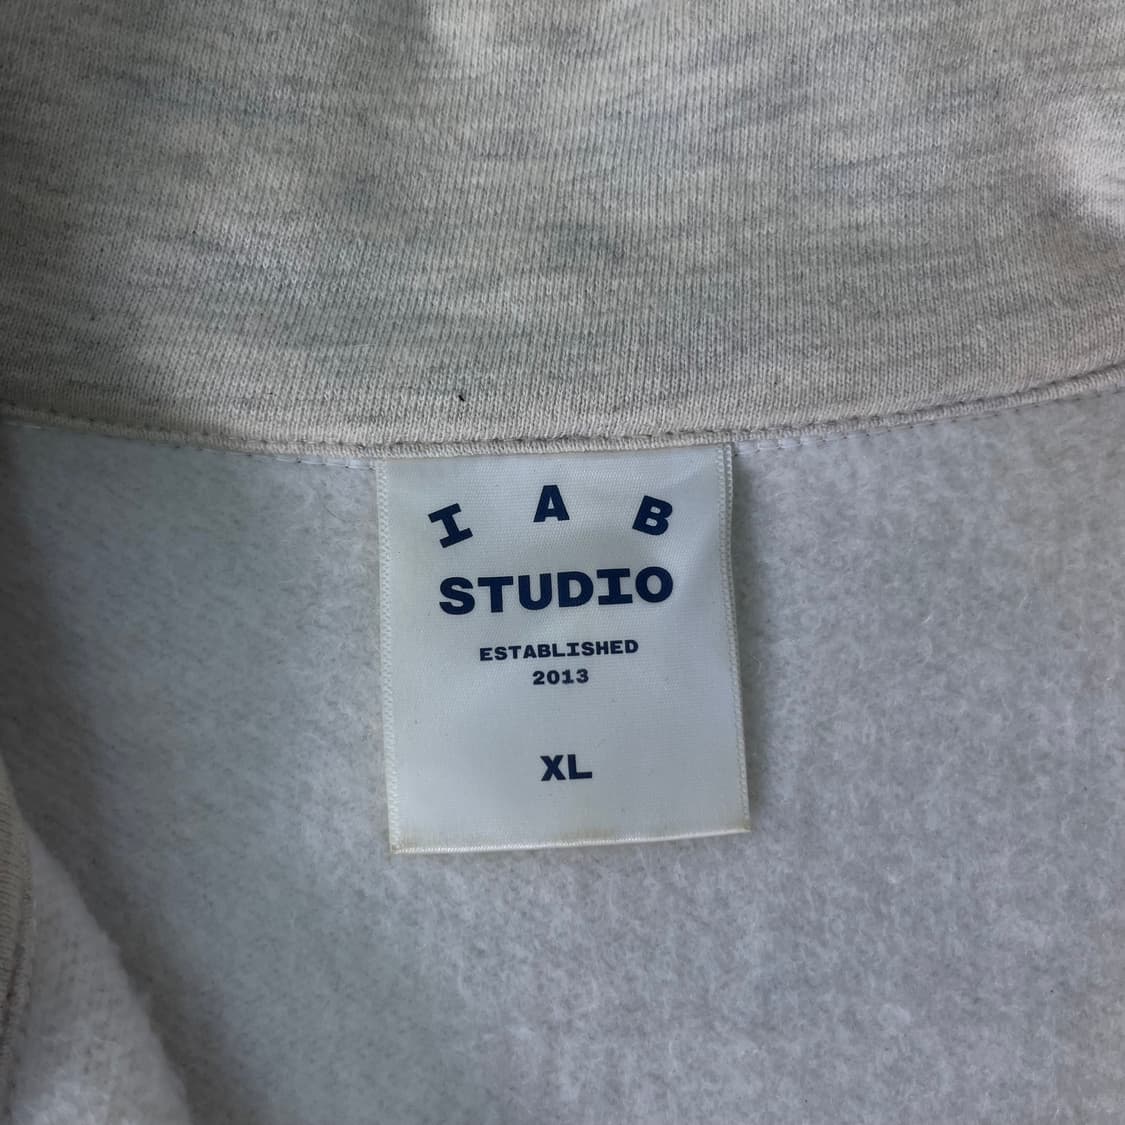 I A B
STUDIO
ESTABLISHED
2013
XL